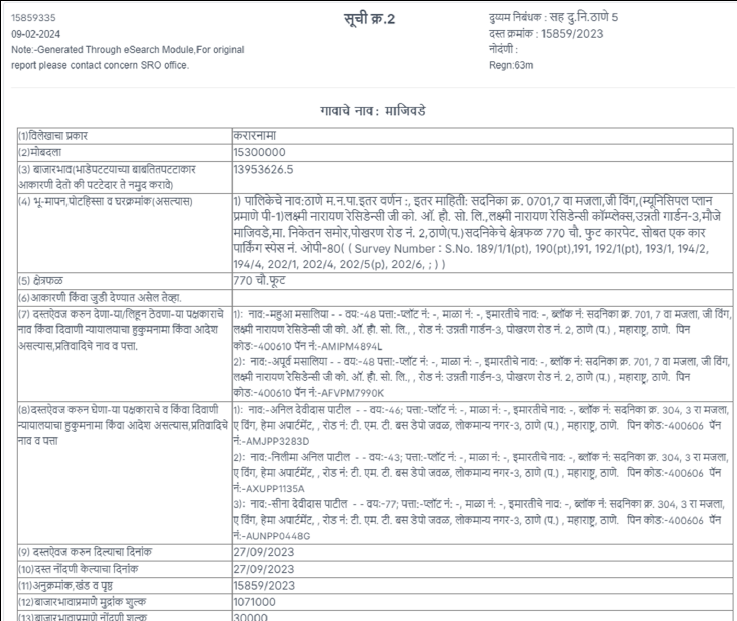 15859335
09-02-2024
Note:-Generated Through eSearch Module,For original
report please contact concern SRO office.
सूची क्र.2
दुय्यम निबंधक : सह दु.नि.ठाणे 5
दस्त क्रमांक : 15859/2023
नोदंणी :
Regn:63m
गावाचे नाव : माजिवडे
(1)विलेखाचा प्रकार
करारनामा
(2)मोबदला
15300000
(3) बाजारभाव(भाडेपटटयाच्या बाबतितपटटाकार
आकारणी देतो की पटटेदार ते नमुद करावे)
13953626.5
(4) भू-मापन,पोटहिस्सा व घरक्रमांक(असल्यास)
1) पालिकेचे नाव:ठाणे म.न.पा.इतर वर्णन :, इतर माहिती: सदनिका क्र. 0701,7 वा मजला,जी विंग,(म्यूनिसिपल प्लान
प्रमाणे पी-1)लक्ष्मी नारायण रेसिडेन्सी जी को. ऑ. हौ. सो. लि.,लक्ष्मी नारायण रेसिडेन्सी कॉम्प्लेक्स,उन्नती गार्डन-3,मौजे
माजिवडे,मा. निकेतन समोर,पोखरण रोड नं. 2,ठाणे(प.)सदनिकेचे क्षेत्रफळ 770 चौ. फुट कारपेट. सोबत एक कार
पार्किंग स्पेस नं. ओपी-80( ( Survey Number : S.No. 189/1/1(pt), 190(pt),191, 192/1(pt), 193/1, 194/2,
194/4, 202/1, 202/4, 202/5(p), 202/6, ; ) )
(5) क्षेत्रफळ
770 चौ.फूट
(6)आकारणी किंवा जुडी देण्यात असेल तेव्हा.
(7) दस्तऐवज करुन देणा-या/लिहून ठेवणा-या पक्षकाराचे
नाव किंवा दिवाणी न्यायालयाचा हुकुमनामा किंवा आदेश
असल्यास,प्रतिवादिचे नाव व पत्ता.
1): नाव:-महुआ मसालिया - - वय:-48 पत्ता:-प्लॉट नं: -, माळा नं: -, इमारतीचे नाव: -, ब्लॉक नं: सदनिका क्र. 701, 7 वा मजला, जी विंग,
लक्ष्मी नारायण रेसिडेन्सी जी को. ऑ. हौ. सो. लि., , रोड नं: उन्नती गार्डन-3, पोखरण रोड नं. 2, ठाणे (प.) , महाराष्ट्र, ठाणे. पिन
कोड:-400610 पॅन नं:-AMIPM4894L
2): नाव:-अपूर्व मसालिया - - वय:-48 पत्ता:-प्लॉट नं: -, माळा नं: -, इमारतीचे नाव: -, ब्लॉक नं: सदनिका क्र. 701, 7 वा मजला, जी विंग,
लक्ष्मी नारायण रेसिडेन्सी जी को. ऑ. हौ. सो. लि., , रोड नं: उन्नती गार्डन-3, पोखरण रोड नं. 2, ठाणे (प.) , महाराष्ट्र, ठाणे. पिन
कोड:-400610 पॅन नं:-AFVPM7990K
(8)दस्तऐवज करुन घेणा-या पक्षकाराचे व किंवा दिवाणी
न्यायालयाचा हुकुमनामा किंवा आदेश असल्यास,प्रतिवादिचे
नाव व पत्ता
1): नाव:-अनिल देवीदास पाटील - - वय:-46; पत्ता:-प्लॉट नं: -, माळा नं: -, इमारतीचे नाव: -, ब्लॉक नं: सदनिका क्र. 304, 3 रा मजला,
ए विंग, हेमा अपार्टमेंट, , रोड नं: टी. एम. टी. बस डेपो जवळ, लोकमान्य नगर-3, ठाणे (प.) , महाराष्ट्र, ठाणे. पिन कोड:-400606 पॅन
नं:-AMJPP3283D
2): नाव:-निलीमा अनिल पाटील - - वय:-43; पत्ता:-प्लॉट नं: -, माळा नं: -, इमारतीचे नाव: -, ब्लॉक नं: सदनिका क्र. 304, 3 रा मजला,
ए विंग, हेमा अपार्टमेंट, , रोड नं: टी. एम. टी. बस डेपो जवळ, लोकमान्य नगर-3, ठाणे (प.) , महाराष्ट्र, ठाणे. पिन कोड:-400606 पॅन
नं:-AXUPP1135A
3): नाव:-सीना देवीदास पाटील - - वय:-77; पत्ता:-प्लॉट नं: -, माळा नं: -, इमारतीचे नाव: -, ब्लॉक नं: सदनिका क्र. 304, 3 रा मजला,
ए विंग, हेमा अपार्टमेंट, , रोड नं: टी. एम. टी. बस डेपो जवळ, लोकमान्य नगर-3, ठाणे (प.) , महाराष्ट्र, ठाणे. पिन कोड:-400606 पॅन
नं:-AUNPP0448G
(9) दस्तऐवज करुन दिल्याचा दिनांक
27/09/2023
(10)दस्त नोंदणी केल्याचा दिनांक
27/09/2023
(11)अनुक्रमांक,खंड व पृष्ठ
15859/2023
(12)बाजारभावाप्रमाणे मुद्रांक शुल्क
1071000
(13)बाजारभावाप्रमाणे नोंदणी शुल्क
30000